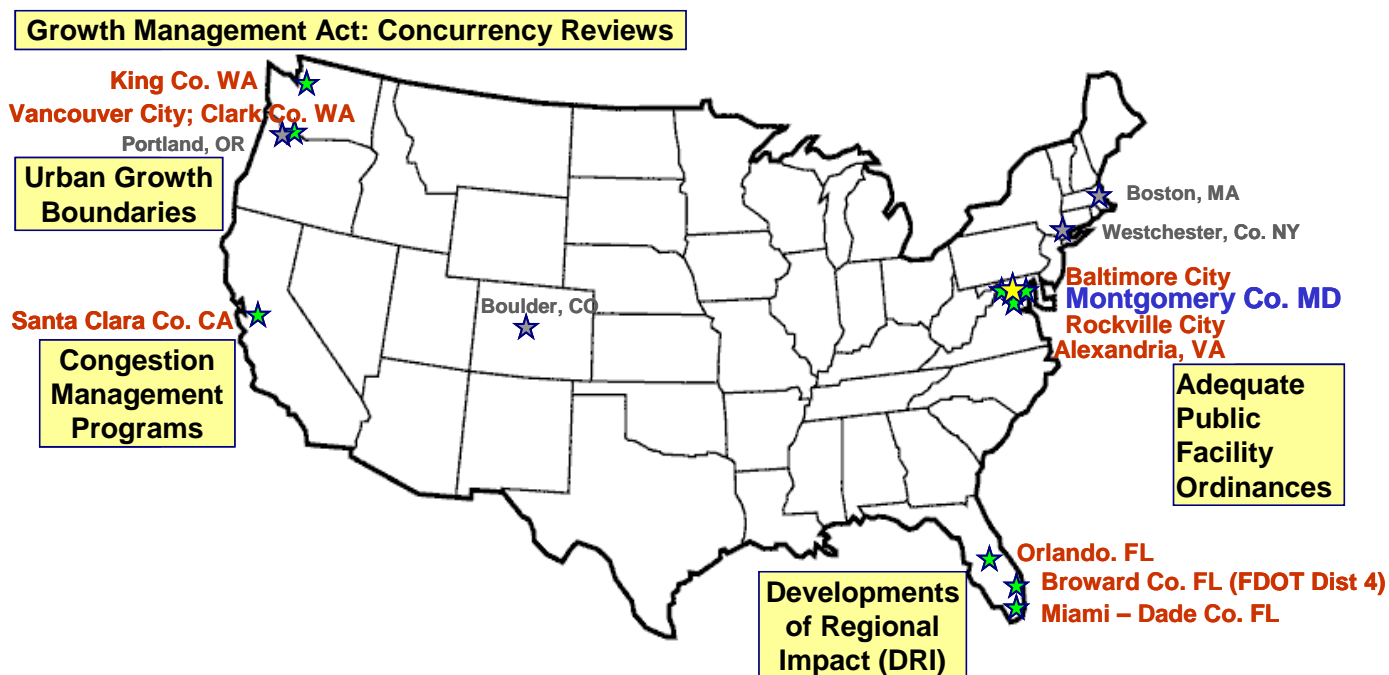 Growth Management Act: Concurrency Reviews
King Co. WA
Vancouver City; Clark Co. WA
Portland, OR
Urban Growth
Boundaries
Boston, MA
Westchester, Co. NY
Baltimore City
Montgomery Co. MD
Rockville City
Alexandria, VA
Boulder, CO
Santa Clara Co. CA
Congestion
Management
Programs
Adequate
Public
Facility
Ordinances
Orlando. FL
Broward Co. FL (FDOT Dist 4)
Miami – Dade Co. FL
Developments
of Regional
Impact (DRI)